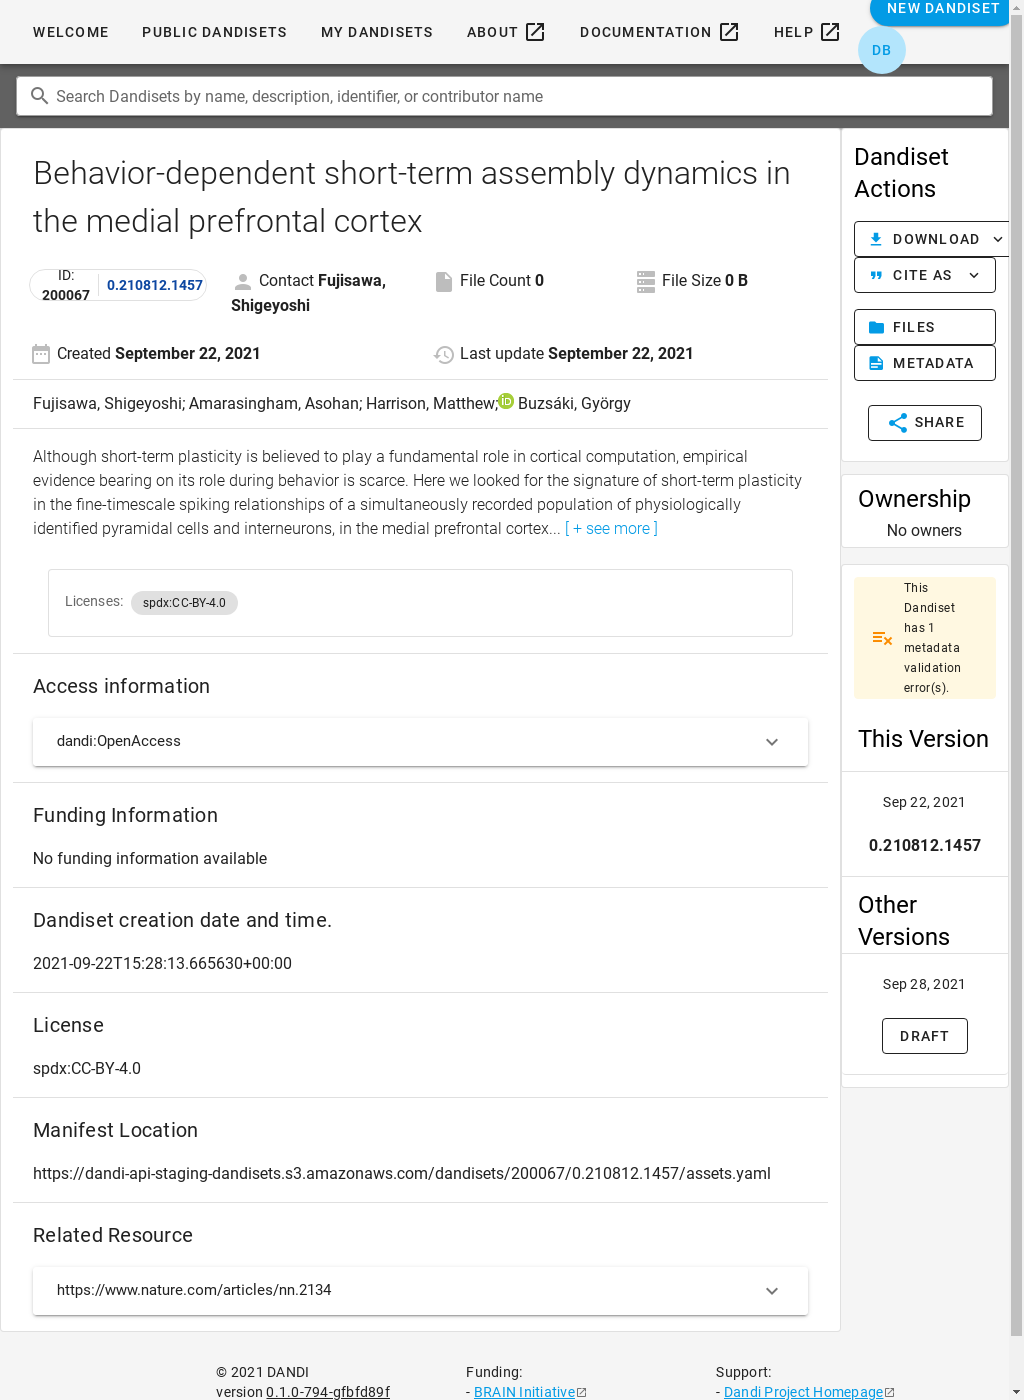 WELCOME PUBLIC DANDISETS MY DANDISETS ABOUT DOCUMENTATION HELP NEW DANDISET
DB
Search Dandisets by name, description, identifier, or contributor name
Behavior-dependent short-term assembly dynamics in
the medial prefrontal cortex
ID:
200067
0.210812.1457
Contact Fujisawa,
Shigeyoshi
File Count 0
File Size 0 B
Created September 22, 2021
Last update September 22, 2021
Fujisawa, Shigeyoshi; Amarasingham, Asohan; Harrison, Matthew; iD Buzsáki, György
Although short-term plasticity is believed to play a fundamental role in cortical computation, empirical
evidence bearing on its role during behavior is scarce. Here we looked for the signature of short-term plasticity
in the fine-timescale spiking relationships of a simultaneously recorded population of physiologically
identified pyramidal cells and interneurons, in the medial prefrontal cortex... [ + see more ]
Licenses: spdx:CC-BY-4.0
Access information
dandi:OpenAccess
Funding Information
No funding information available
Dandiset creation date and time.
2021-09-22T15:28:13.665630+00:00
License
spdx:CC-BY-4.0
Manifest Location
https://dandi-api-staging-dandisets.s3.amazonaws.com/dandisets/200067/0.210812.1457/assets.yaml
Related Resource
https://www.nature.com/articles/nn.2134
Dandiset
Actions
DOWNLOAD
CITE AS
FILES
METADATA
SHARE
Ownership
No owners
This
Dandiset
has 1
metadata
validation
error(s).
This Version
Sep 22, 2021
0.210812.1457
Other
Versions
Sep 28, 2021
DRAFT
© 2021 DANDI
version 0.1.0-794-gfbfd89f
Funding:
- BRAIN Initiative
Support:
- Dandi Project Homepage